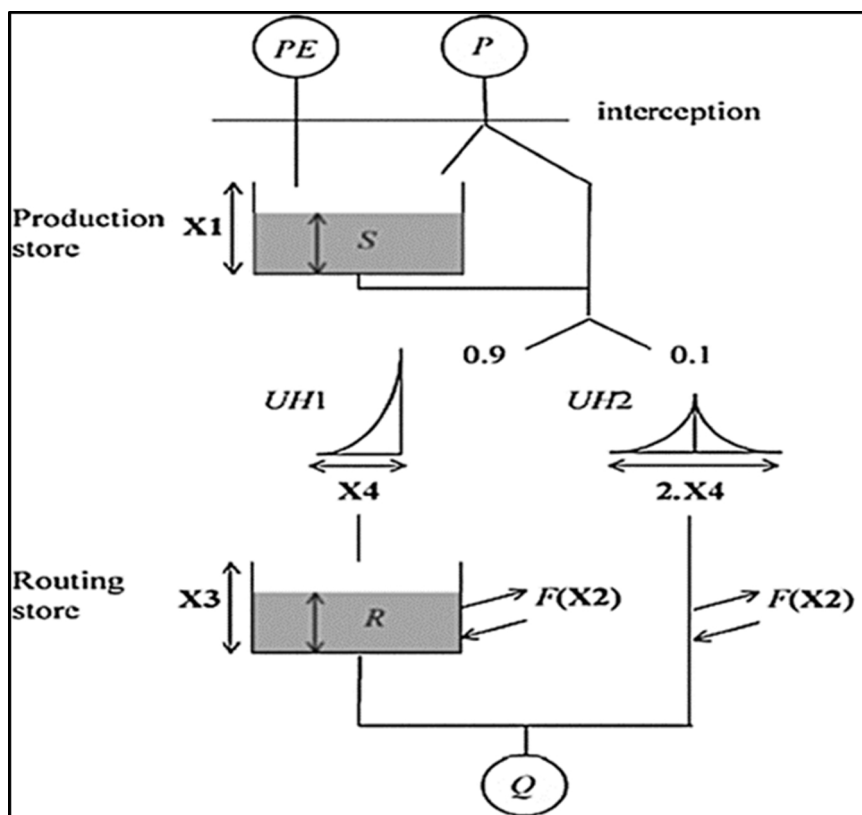 PE
P
interception
Production
store
X1
S
0.9
0.1
UH1
UH2
X4
2.X4
Routing
store
X3
R
F(X2)
F(X2)
Q